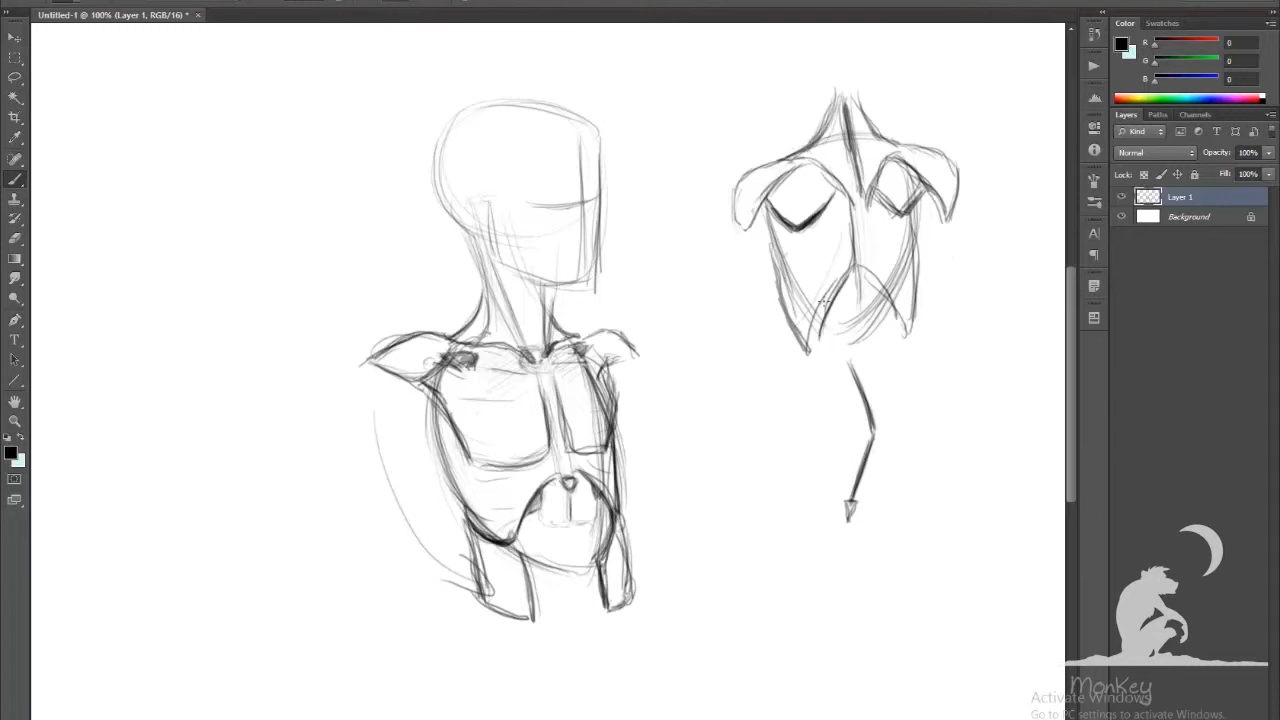 Untitled-1 @ 100% (Layer 1, RGB/16) * ×
Color Swatches
R 0
G 0
B 0
Layers Paths Channels
Kind
Normal Opacity: 100%
Lock: Fill: 100%
Layer 1
Background
Monkey
Activate Windows
Go to PC settings to activate Windows.